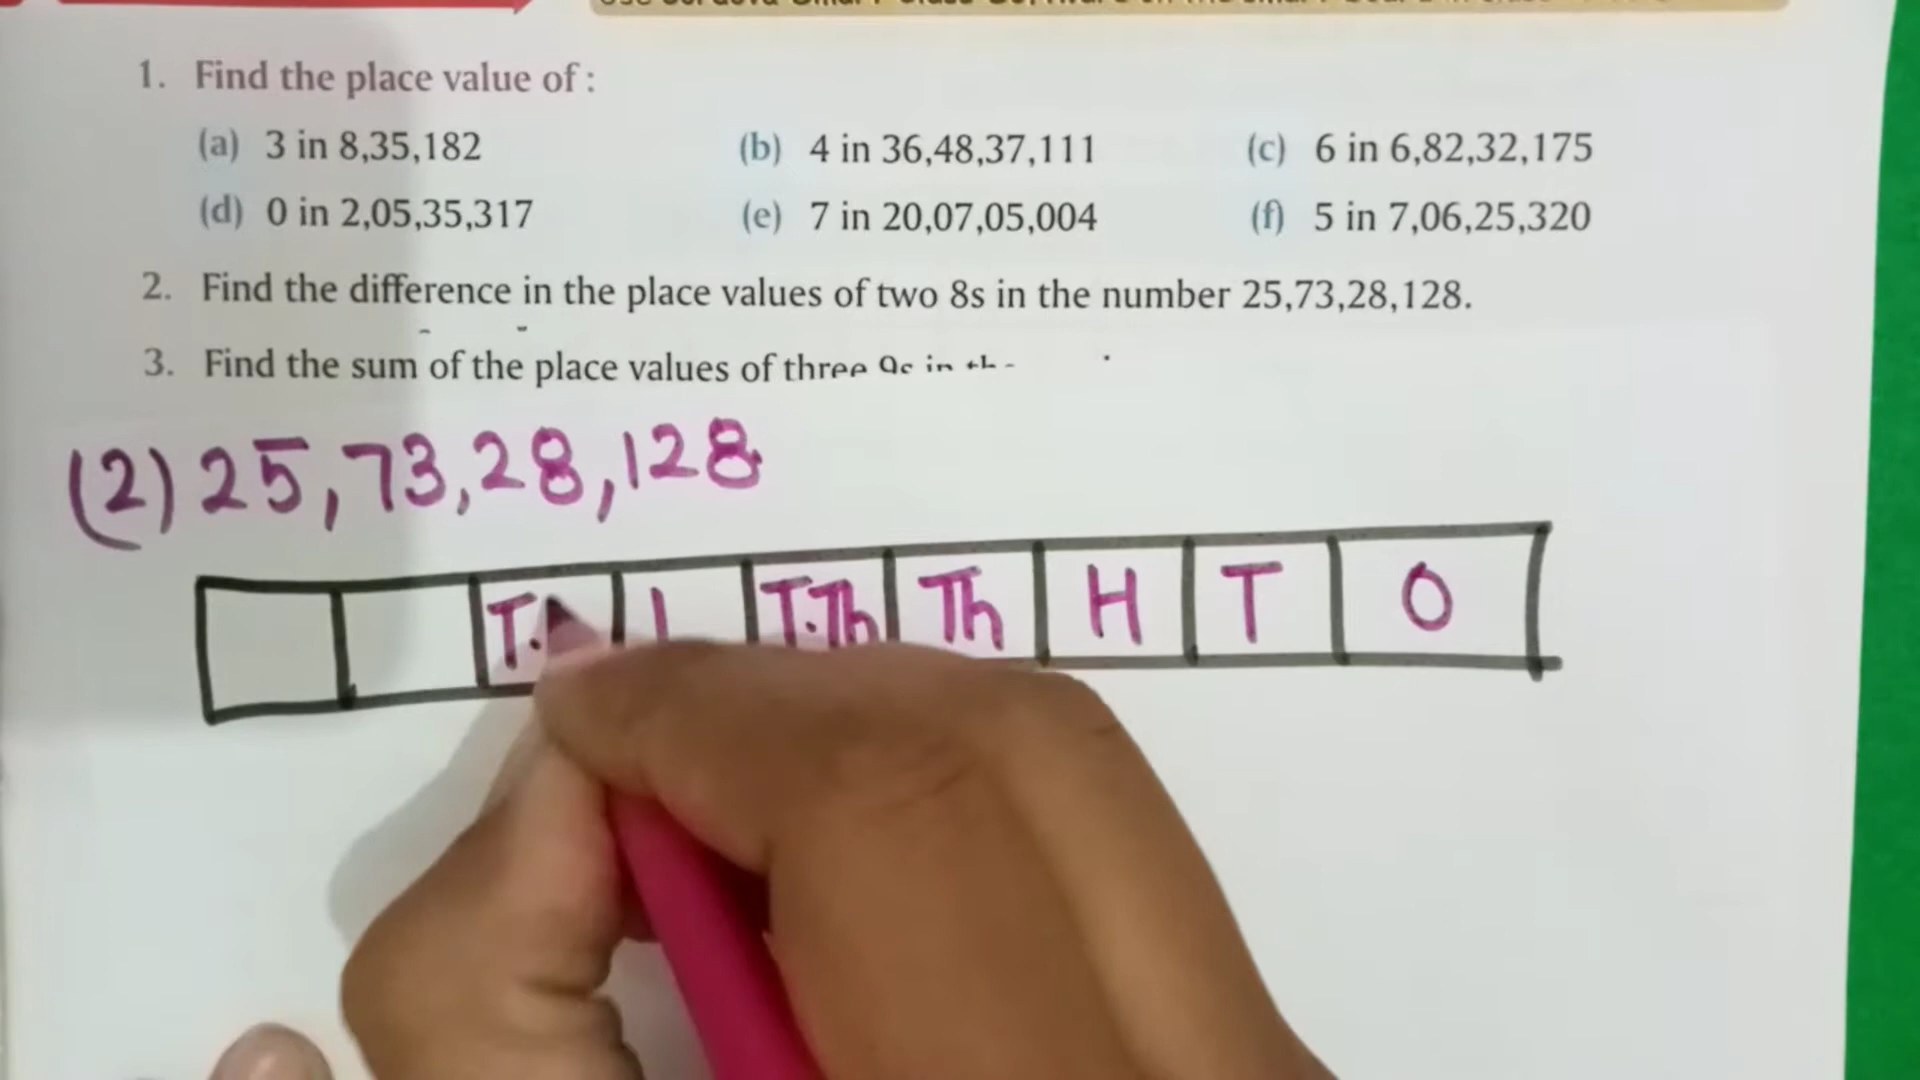 1. Find the place value of :
(a) 3 in 8,35,182 (b) 4 in 36,48,37,111 (c) 6 in 6,82,32,175
(d) 0 in 2,05,35,317 (e) 7 in 20,07,05,004 (f) 5 in 7,06,25,320
2. Find the difference in the place values of two 8s in the number 25,73,28,128.
3. Find the sum of the place values of three 9s in the
(2) 25,73,28,128
T. T.Th Th H T O